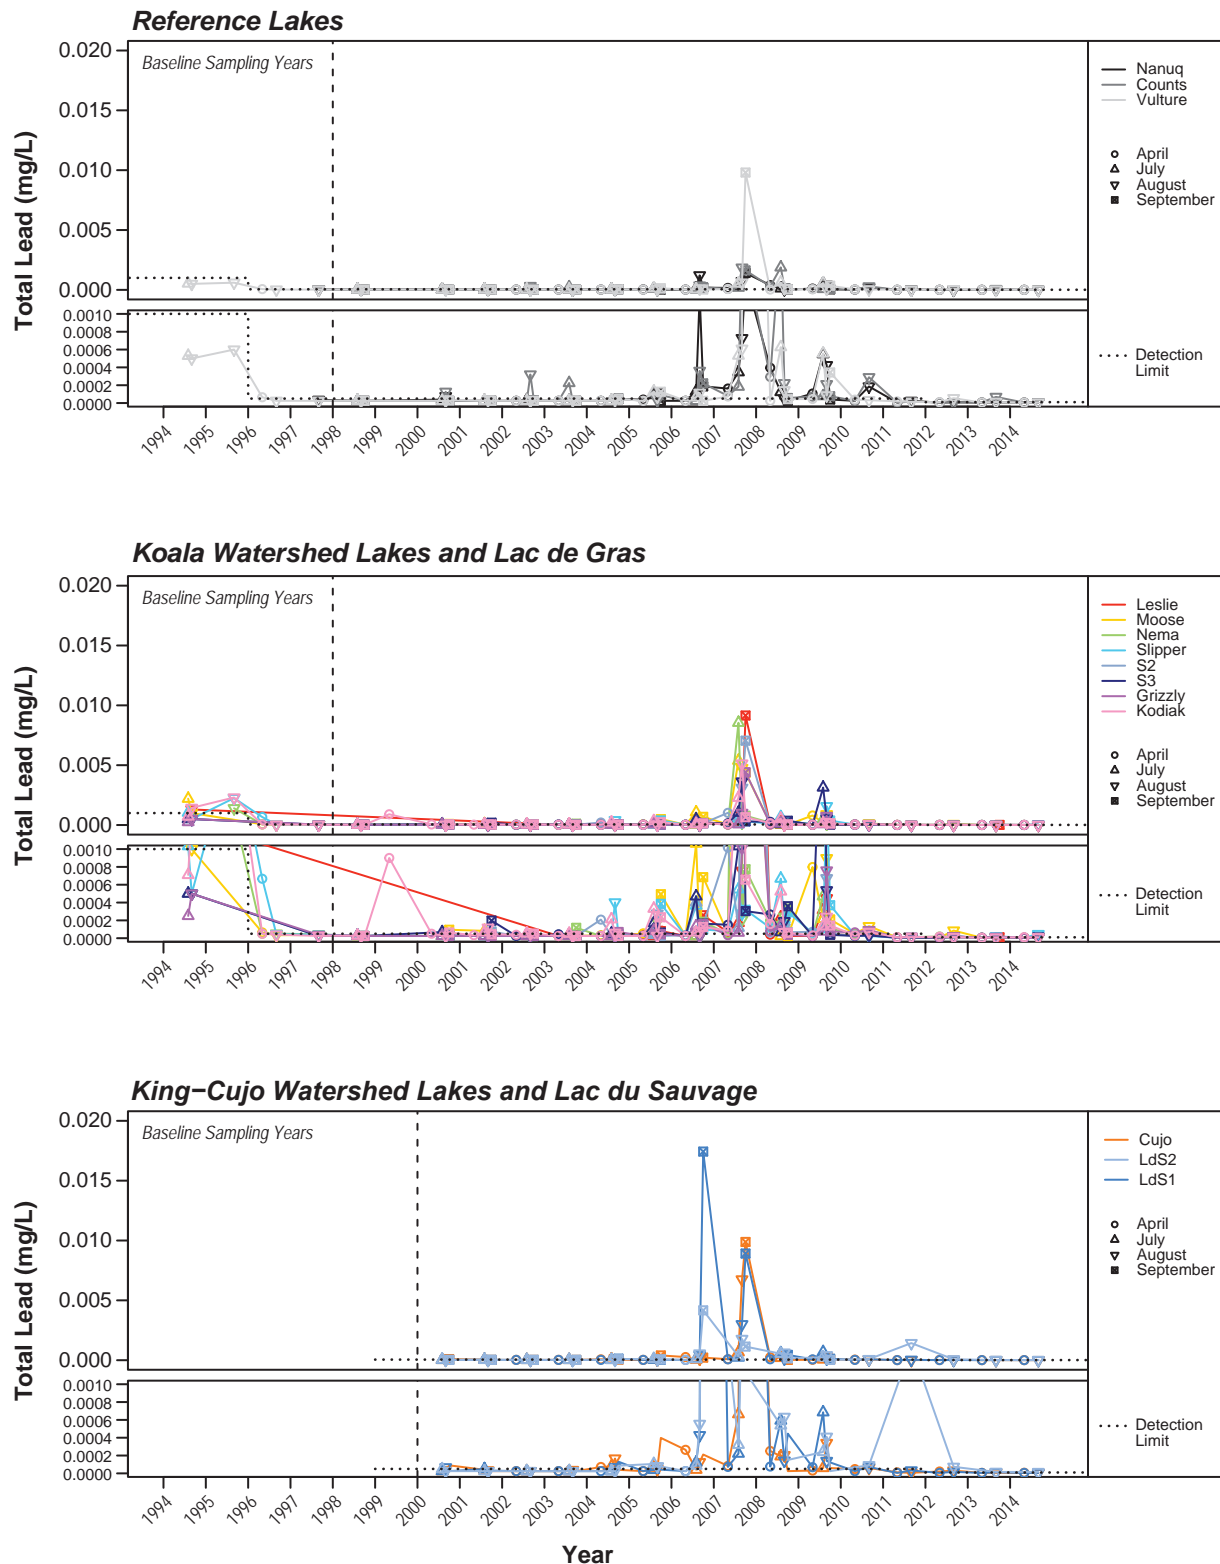 Reference Lakes
Total Lead (mg/L)
0.020
0.015
0.010
0.005
0.000
Baseline Sampling Years
Nanuq
Counts
Vulture
April
July
August
September
0.0010
0.0008
0.0006
0.0004
0.0002
0.0000
Detection
Limit
1994 1995 1996 1997 1998 1999 2000 2001 2002 2003 2004 2005 2006 2007 2008 2009 2010 2011 2012 2013 2014
Koala Watershed Lakes and Lac de Gras
Total Lead (mg/L)
0.020
0.015
0.010
0.005
0.000
Baseline Sampling Years
Leslie
Moose
Nema
Slipper
S2
S3
Grizzly
Kodiak
April
July
August
September
0.0010
0.0008
0.0006
0.0004
0.0002
0.0000
Detection
Limit
1994 1995 1996 1997 1998 1999 2000 2001 2002 2003 2004 2005 2006 2007 2008 2009 2010 2011 2012 2013 2014
King−Cujo Watershed Lakes and Lac du Sauvage
Total Lead (mg/L)
0.020
0.015
0.010
0.005
0.000
Baseline Sampling Years
Cujo
LdS2
LdS1
April
July
August
September
0.0010
0.0008
0.0006
0.0004
0.0002
0.0000
Detection
Limit
1994 1995 1996 1997 1998 1999 2000 2001 2002 2003 2004 2005 2006 2007 2008 2009 2010 2011 2012 2013 2014
Year